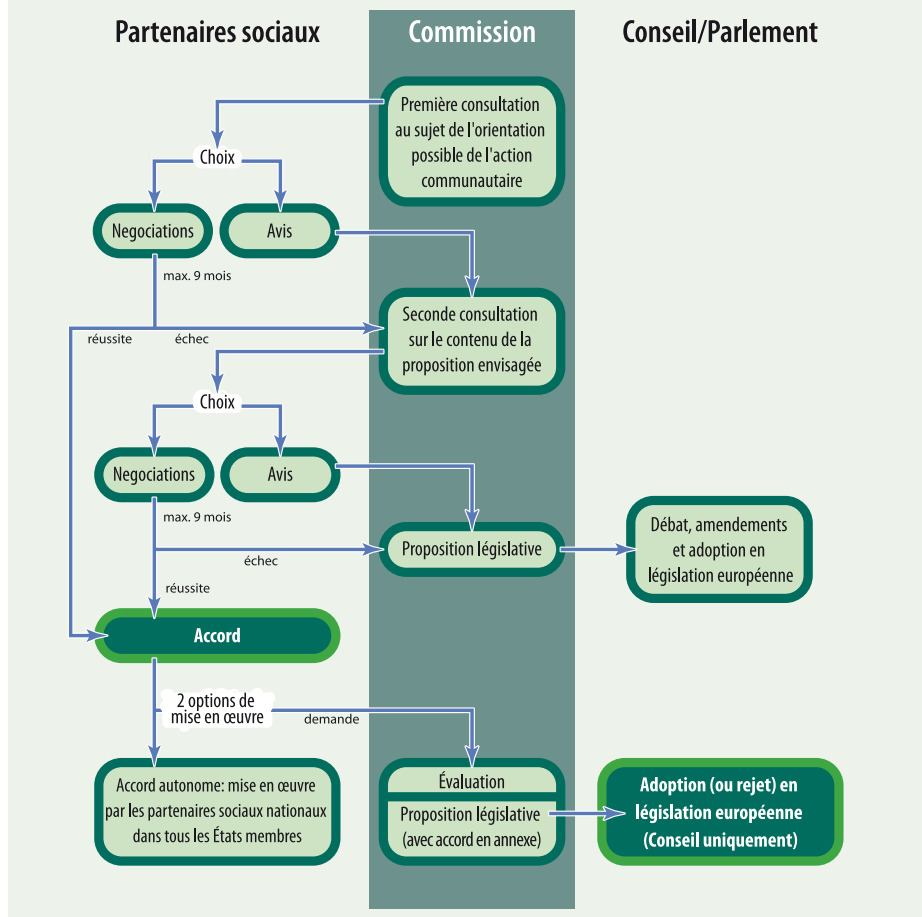 Partenaires sociaux
Commission
Conseil/Parlement
Première consultation
au sujet de l'orientation
possible de l'action
communautaire
Choix
Negociations
Avis
max. 9 mois
réussite
échec
Seconde consultation
sur le contenu de la
proposition envisagée
Choix
Negociations
Avis
max. 9 mois
échec
Proposition législative
Débat, amendements
et adoption en
législation européenne
réussite
Accord
2 options de
mise en œuvre
demande
Accord autonome: mise en œuvre
par les partenaires sociaux nationaux
dans tous les États membres
Évaluation
Proposition législative
(avec accord en annexe)
Adoption (ou rejet) en
législation européenne
(Conseil uniquement)